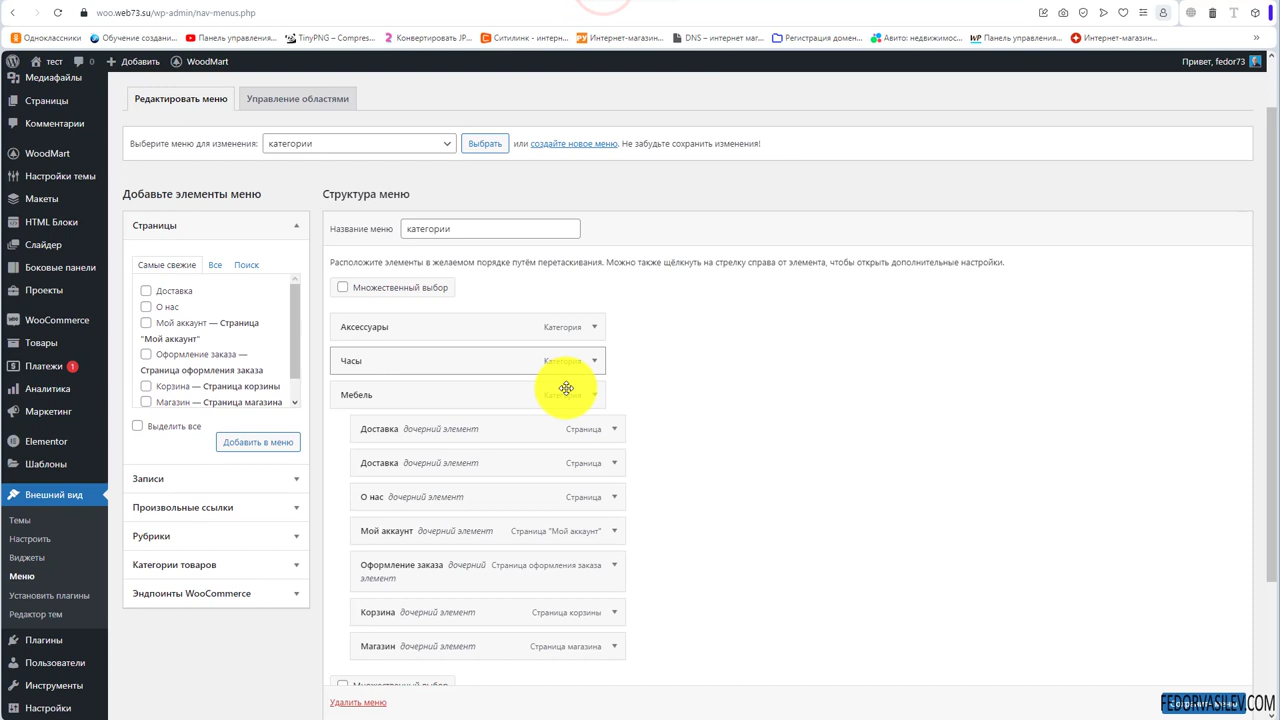 woo.web73.su/wp-admin/nav-menus.php
Одноклассники
Обучение создани...
Панель управления...
TinyPNG – Compres...
Конвертировать JP...
Ситилинк - интерн...
Интернет-магазин...
DNS – интернет маг...
Регистрация домен...
Авито: недвижимос...
Панель управления...
Интернет-магазин...
»
тест
0
Добавить
WoodMart
Привет, fedor73
Медиафайлы
Страницы
Комментарии
WoodMart
Настройки темы
Макеты
HTML Блоки
Слайдер
Боковые панели
Проекты
WooCommerce
Товары
Платежи 1
Аналитика
Маркетинг
Elementor
Шаблоны
Внешний вид
Темы
Настроить
Виджеты
Меню
Установить плагины
Редактор тем
Плагины
Пользователи
Инструменты
Настройки
Редактировать меню
Управление областями
Выберите меню для изменения: категории Выбрать или создайте новое меню. Не забудьте сохранить изменения!
Добавьте элементы меню
Страницы
Самые свежие Все Поиск
Доставка
О нас
Мой аккаунт — Страница
"Мой аккаунт"
Оформление заказа —
Страница оформления заказа
Корзина — Страница корзины
Магазин — Страница магазина
Выделить все
Добавить в меню
Записи
Произвольные ссылки
Рубрики
Категории товаров
Эндпоинты WooCommerce
Структура меню
Название меню категории
Расположите элементы в желаемом порядке путём перетаскивания. Можно также щёлкнуть на стрелку справа от элемента, чтобы открыть дополнительные настройки.
Множественный выбор
Аксессуары Категория
Часы Категория
Мебель Категория
Доставка дочерний элемент Страница
Доставка дочерний элемент Страница
О нас дочерний элемент Страница
Мой аккаунт дочерний элемент Страница "Мой аккаунт"
Оформление заказа дочерний Страница оформления заказа
элемент
Корзина дочерний элемент Страница корзины
Магазин дочерний элемент Страница магазина
Множественный выбор
Удалить меню
FEDORVASILEV.COM